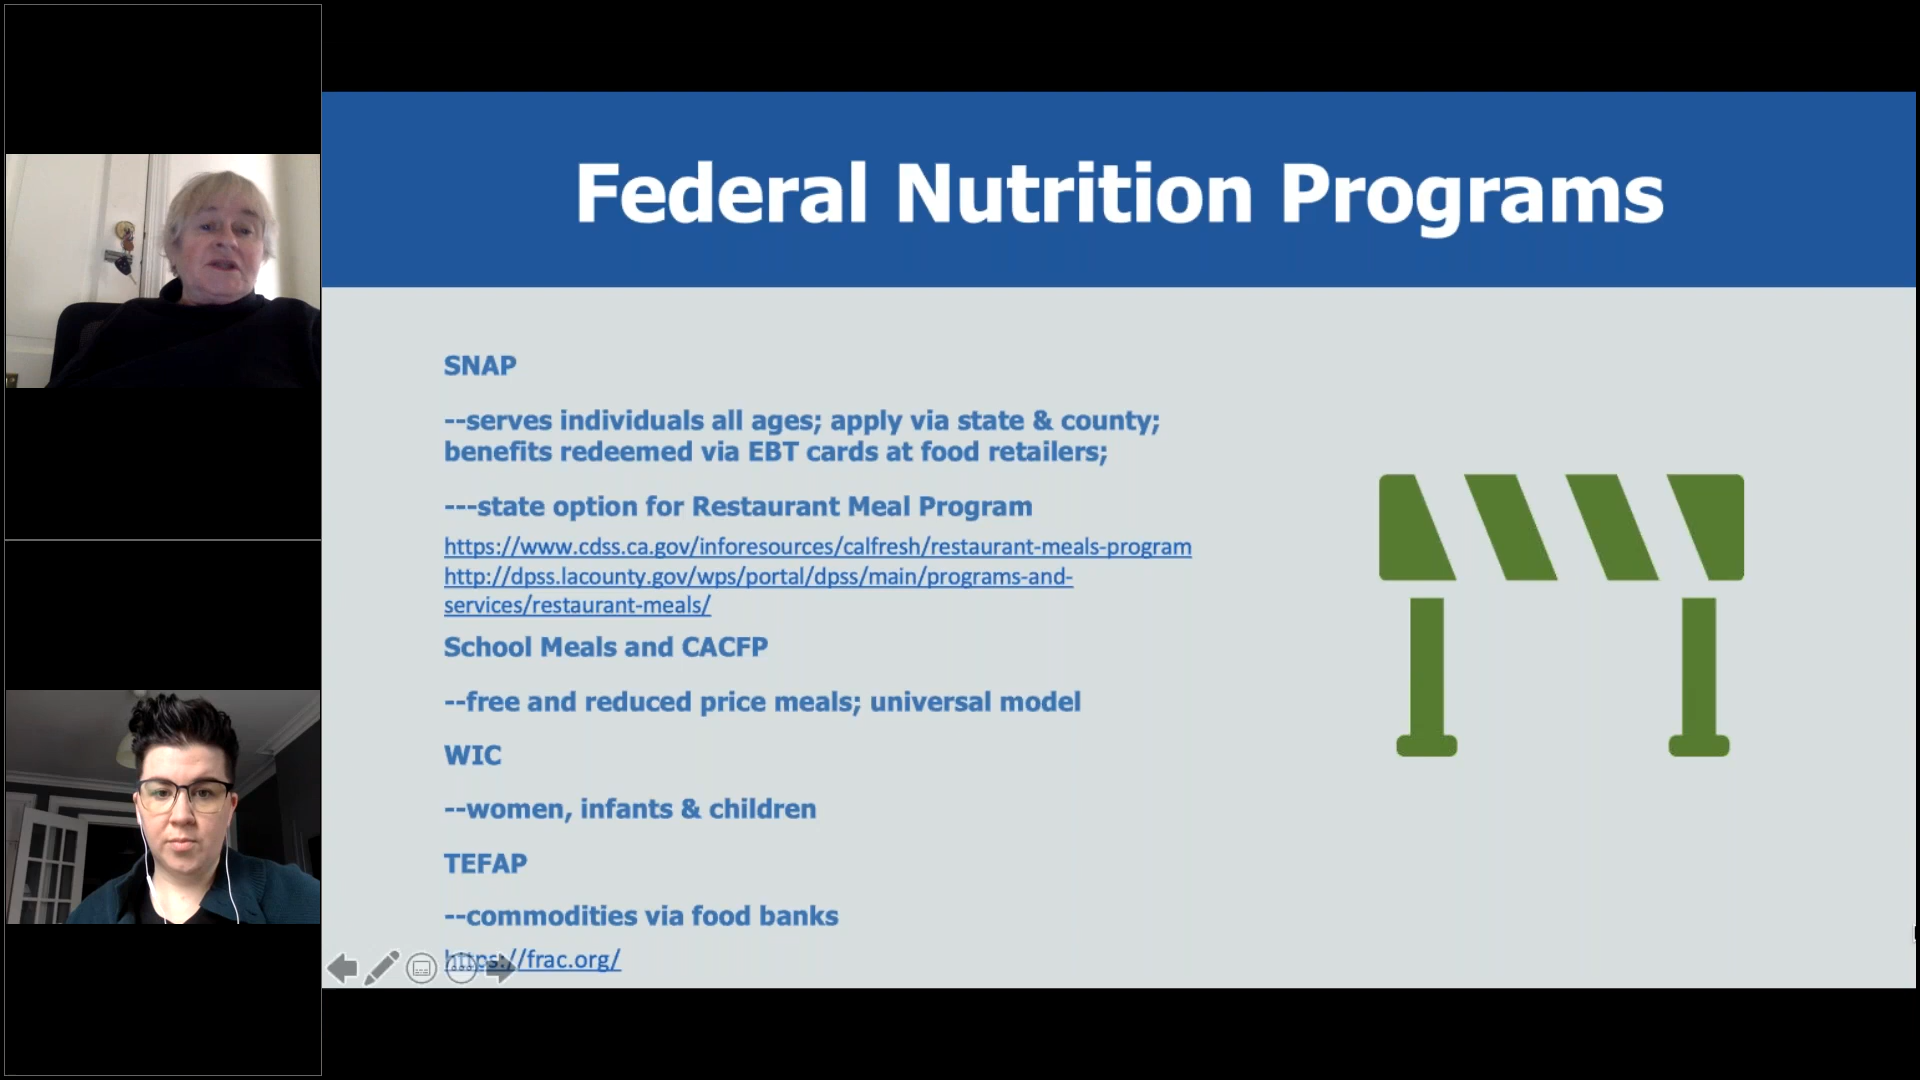 Federal Nutrition Programs
SNAP
--serves individuals all ages; apply via state & county;
benefits redeemed via EBT cards at food retailers;
---state option for Restaurant Meal Program
https://www.cdss.ca.gov/inforesources/calfresh/restaurant-meals-program
http://dpss.lacounty.gov/wps/portal/dpss/main/programs-and-
services/restaurant-meals/
School Meals and CACFP
--free and reduced price meals; universal model
WIC
--women, infants & children
TEFAP
--commodities via food banks
https://frac.org/